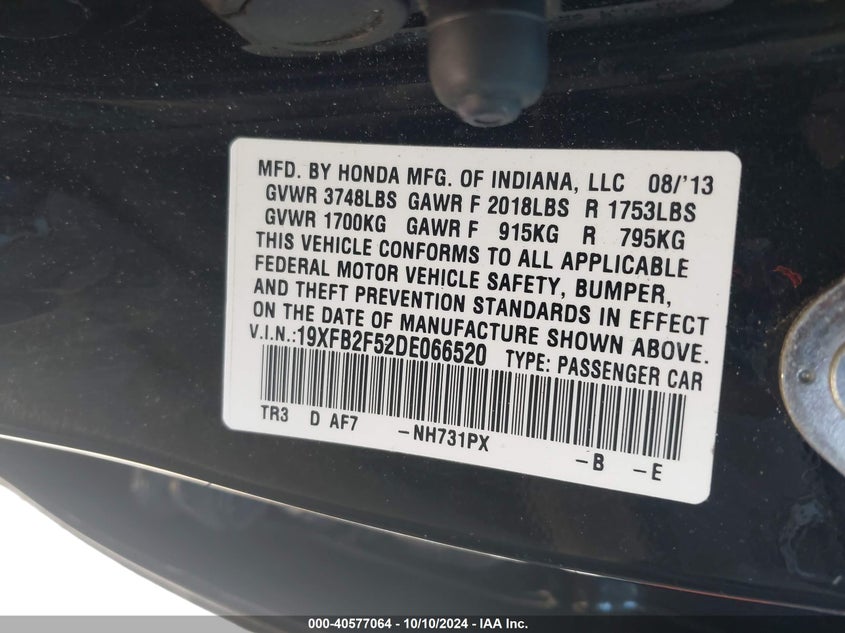 MFD. BY HONDA MFG. OF INDIANA, LLC 08/'13
GVWR 3748LBS GAWR F 2018LBS R 1753LBS
GVWR 1700KG GAWR F 915KG R 795KG
THIS VEHICLE CONFORMS TO ALL APPLICABLE
FEDERAL MOTOR VEHICLE SAFETY, BUMPER,
AND THEFT PREVENTION STANDARDS IN EFFECT
ON THE DATE OF MANUFACTURE SHOWN ABOVE.
V.I.N.:19XFB2F52DE066520 TYPE: PASSENGER CAR
TR3 D AF7 -NH731PX -B -E
000-40577064 - 10/10/2024 - IAA Inc.